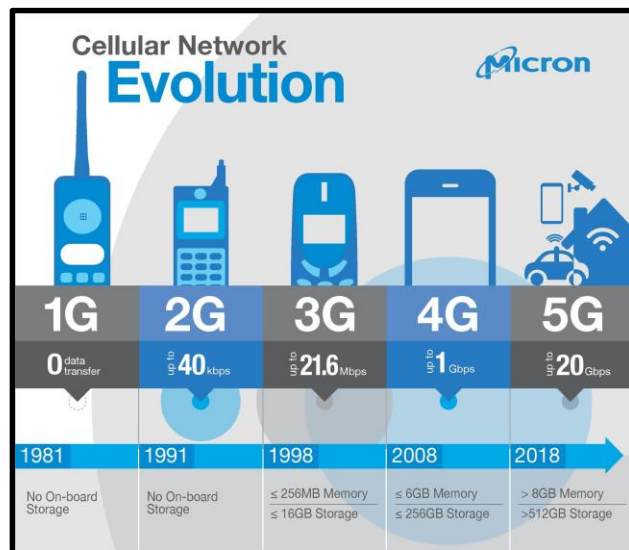 Cellular Network
Evolution
Micron
1G
2G
3G
4G
5G
0 data transfer
up to 40 kbps
up to 21.6 Mbps
up to 1 Gbps
up to 20 Gbps
1981
1991
1998
2008
2018
No On-board
Storage
No On-board
Storage
≤ 256MB Memory
≤ 16GB Storage
≤ 6GB Memory
≤ 256GB Storage
> 8GB Memory
>512GB Storage